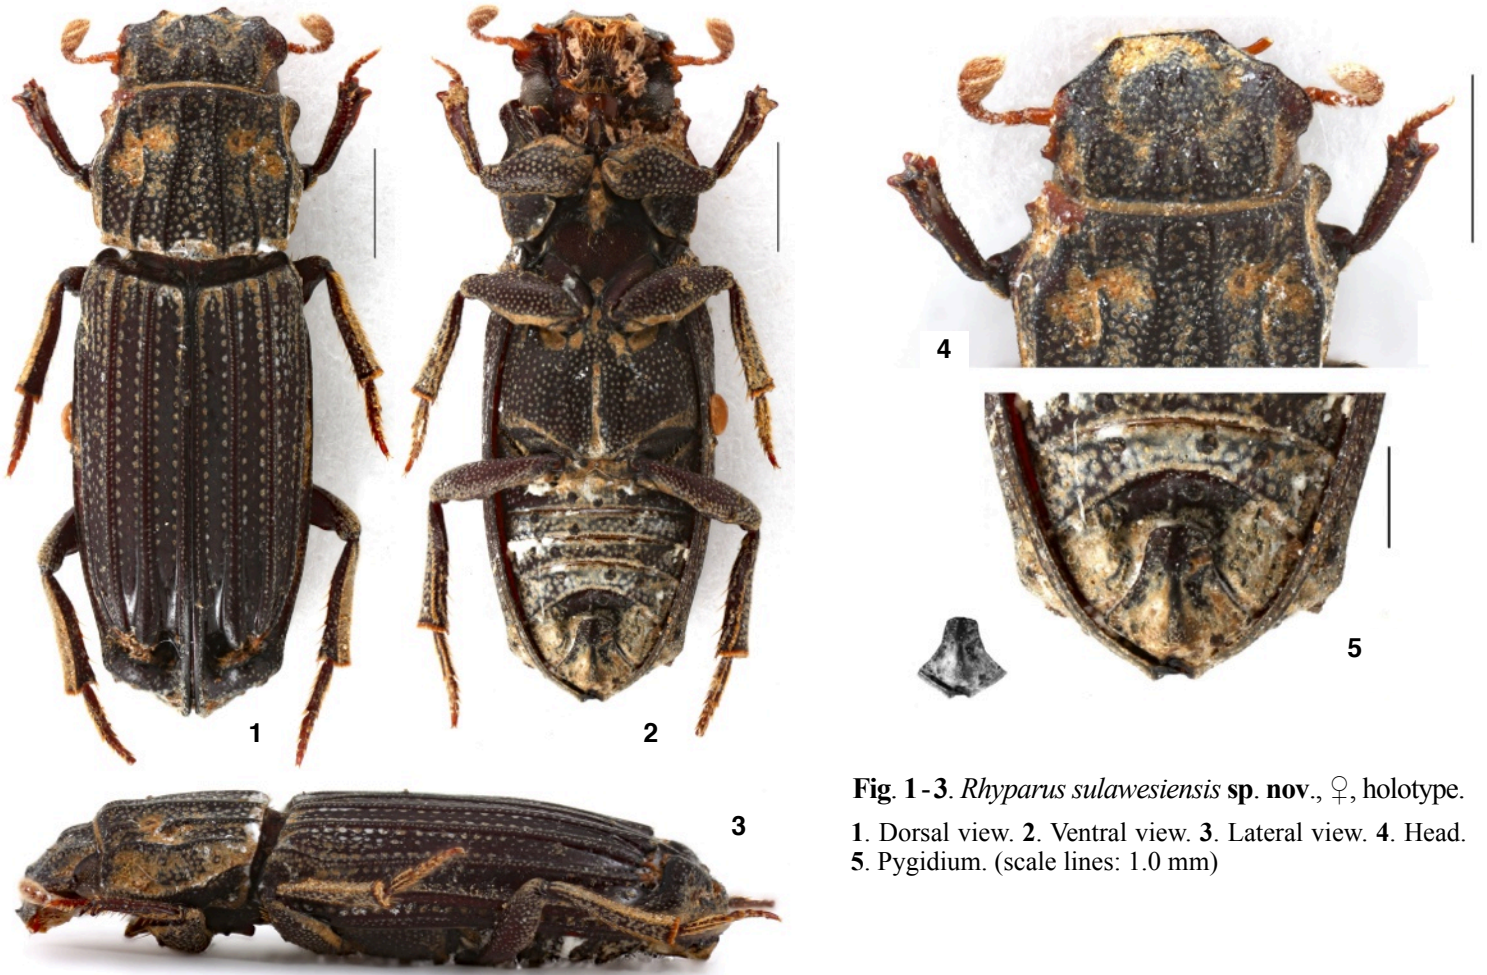 1
2
3
4
5
Fig. 1-3. Rhyparus sulawesiensis sp. nov., ♀, holotype.
1. Dorsal view. 2. Ventral view. 3. Lateral view. 4. Head.
5. Pygidium. (scale lines: 1.0 mm)